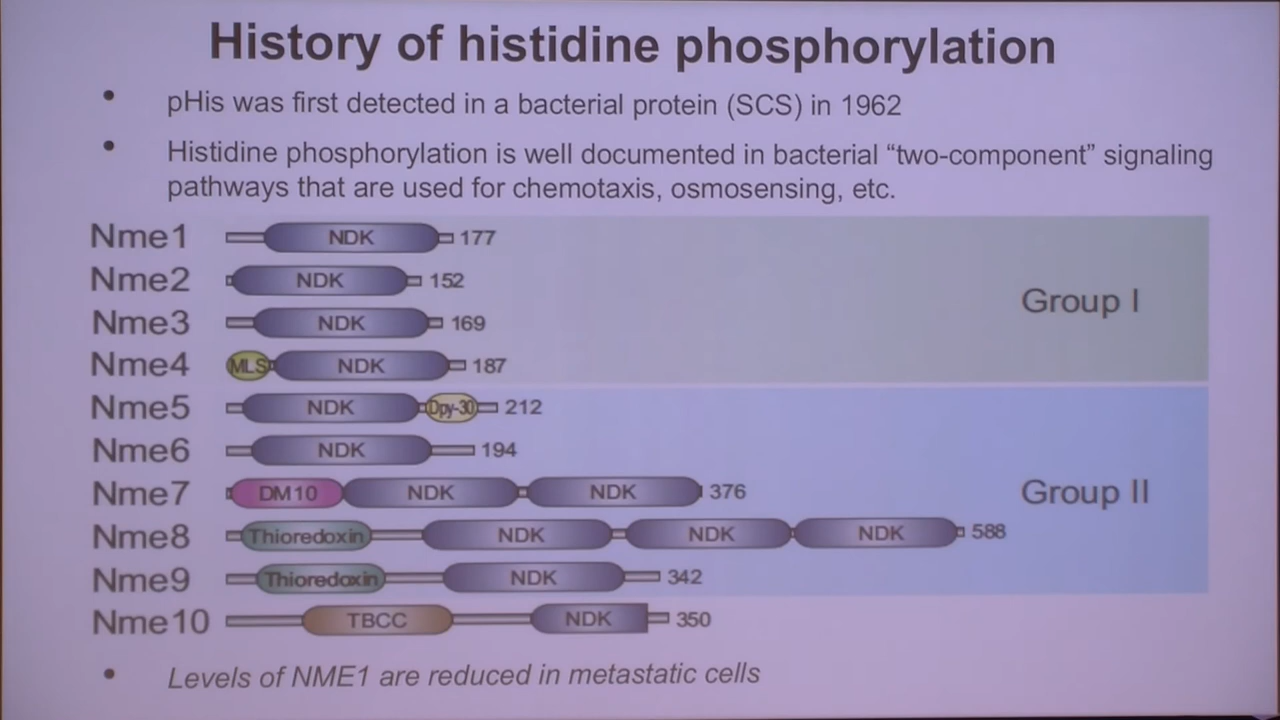 History of histidine phosphorylation
• pHis was first detected in a bacterial protein (SCS) in 1962
• Histidine phosphorylation is well documented in bacterial “two-component” signaling
pathways that are used for chemotaxis, osmosensing, etc.
Nme1 NDK 177
Nme2 NDK 152
Nme3 NDK 169
Group I
Nme4 MLS NDK 187
Nme5 NDK Dpy-30 212
Nme6 NDK 194
Nme7 DM10 NDK NDK 376
Group II
Nme8 Thioredoxin NDK NDK NDK 588
Nme9 Thioredoxin NDK 342
Nme10 TBCC NDK 350
• Levels of NME1 are reduced in metastatic cells